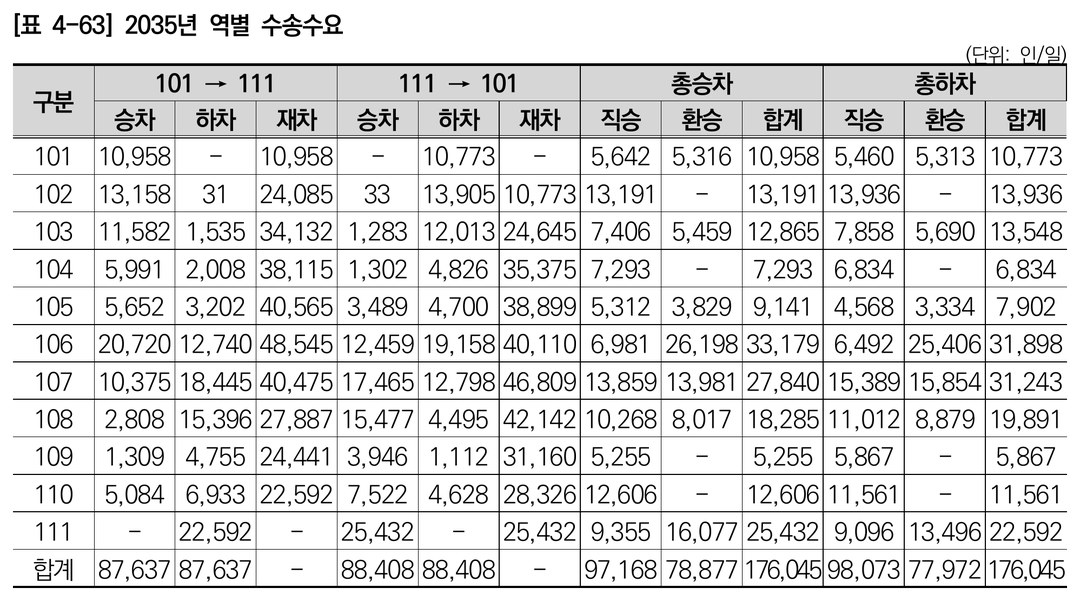 [표 4-63] 2035년 역별 수송수요
(단위: 인/일)
구분 101 → 111 111 → 101 총승차 총하차
승차 하차 재차 승차 하차 재차 직승 환승 합계 직승 환승 합계
101 10,958 - 10,958 - 10,773 - 5,642 5,316 10,958 5,460 5,313 10,773
102 13,158 31 24,085 33 13,905 10,773 13,191 - 13,191 13,936 - 13,936
103 11,582 1,535 34,132 1,283 12,013 24,645 7,406 5,459 12,865 7,858 5,690 13,548
104 5,991 2,008 38,115 1,302 4,826 35,375 7,293 - 7,293 6,834 - 6,834
105 5,652 3,202 40,565 3,489 4,700 38,899 5,312 3,829 9,141 4,568 3,334 7,902
106 20,720 12,740 48,545 12,459 19,158 40,110 6,981 26,198 33,179 6,492 25,406 31,898
107 10,375 18,445 40,475 17,465 12,798 46,809 13,859 13,981 27,840 15,389 15,854 31,243
108 2,808 15,396 27,887 15,477 4,495 42,142 10,268 8,017 18,285 11,012 8,879 19,891
109 1,309 4,755 24,441 3,946 1,112 31,160 5,255 - 5,255 5,867 - 5,867
110 5,084 6,933 22,592 7,522 4,628 28,326 12,606 - 12,606 11,561 - 11,561
111 - 22,592 - 25,432 - 25,432 9,355 16,077 25,432 9,096 13,496 22,592
합계 87,637 87,637 - 88,408 88,408 - 97,168 78,877 176,045 98,073 77,972 176,045